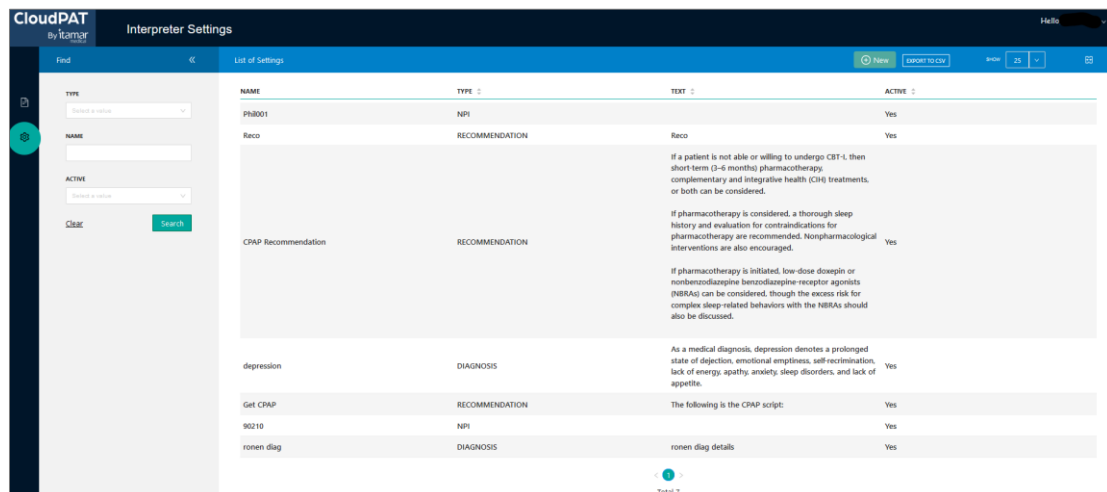 CloudPAT
By itamar
medical
Interpreter Settings
Hello
Find
«
List of Settings
New
EXPORT TO CSV
SHOW
25
TYPE
Select a value
NAME
ACTIVE
Select a value
Clear
Search
NAME TYPE TEXT ACTIVE
Phil001 NPI Yes
Reco RECOMMENDATION Reco Yes
If a patient is not able or willing to undergo CBT-I, then
short-term (3–6 months) pharmacotherapy,
complementary and integrative health (CIH) treatments,
or both can be considered.
If pharmacotherapy is considered, a thorough sleep
history and evaluation for contraindications for
pharmacotherapy are recommended. Nonpharmacological
interventions are also encouraged.
CPAP Recommendation RECOMMENDATION Yes
If pharmacotherapy is initiated, low-dose doxepin or
nonbenzodiazepine benzodiazepine-receptor agonists
(NBRAs) can be considered, though the excess risk for
complex sleep-related behaviors with the NBRAs should
also be discussed.
As a medical diagnosis, depression denotes a prolonged
state of dejection, emotional emptiness, self-recrimination,
lack of energy, apathy, anxiety, sleep disorders, and lack of
appetite.
depression DIAGNOSIS Yes
Get CPAP RECOMMENDATION The following is the CPAP script: Yes
90210 NPI Yes
ronen diag DIAGNOSIS ronen diag details Yes
< 1 >
Total 7